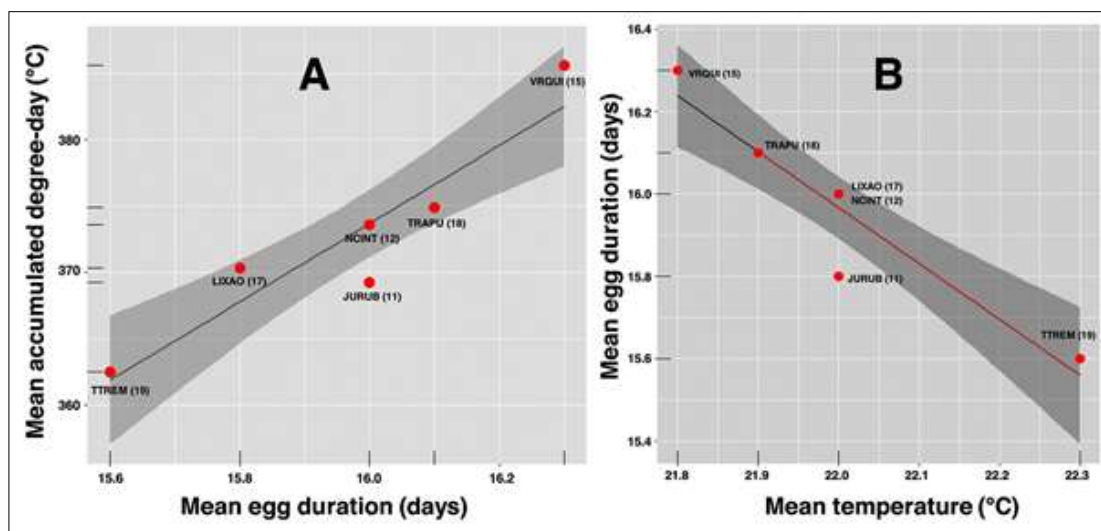 A
Mean accumulated degree-day (°C)
380
370
360
VRQUI (15)
TRAPU (18)
NCINT (12)
LIXAO (17)
JURUB (11)
TTREM (19)
15.6 15.8 16.0 16.2
Mean egg duration (days)
B
Mean egg duration (days)
16.4
16.2
16.0
15.8
15.6
15.4
VRQUI (15)
TRAPU (18)
LIXAO (17)
NCINT (12)
JURUB (11)
TTREM (19)
21.8 21.9 22.0 22.1 22.2 22.3
Mean temperature (°C)